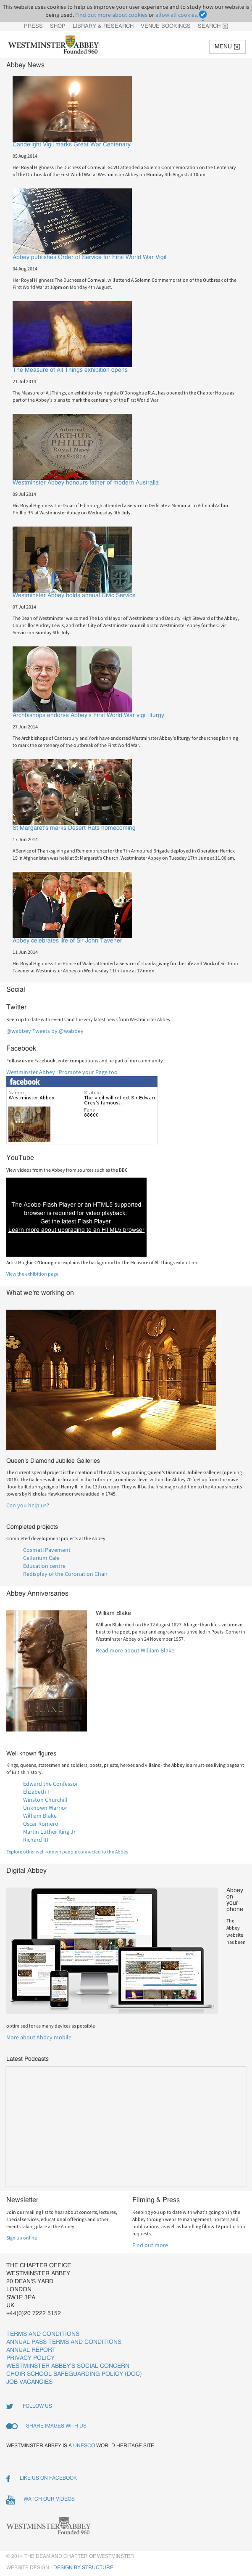 This website uses cookies to help us improve your experience and to study how our website is
being used. Find out more about cookies or allow all cookies.
PRESS SHOP LIBRARY & RESEARCH VENUE BOOKINGS SEARCH
WESTMINSTER ABBEY
Founded 960
MENU
Abbey News
Candlelight Vigil marks Great War Centenary
05 Aug 2014
Her Royal Highness The Duchess of Cornwall GCVO attended a Solemn Commemoration on the Centenary
of the Outbreak of the First World War at Westminster Abbey on Monday 4th August at 10pm.
Abbey publishes Order of Service for First World War Vigil
04 Aug 2014
Her Royal Highness The Duchess of Cornwall will attend A Solemn Commemoration of the Outbreak of the
First World War at 10pm on Monday 4th August.
The Measure of All Things exhibition opens
21 Jul 2014
The Measure of All Things, an exhibition by Hughie O'Donoghue R.A., has opened in the Chapter House as
part of the Abbey's plans to mark the centenary of the First World War.
Admiral
ARTHUR
PHILLIP
Royal Navy
1738-1814
Westminster Abbey honours father of modern Australia
09 Jul 2014
His Royal Highness The Duke of Edinburgh attended a Service to Dedicate a Memorial to Admiral Arthur
Phillip RN at Westminster Abbey on Wednesday 9th July.
Westminster Abbey holds annual Civic Service
07 Jul 2014
The Dean of Westminster welcomed The Lord Mayor of Westminster and Deputy High Steward of the Abbey,
Councillor Audrey Lewis, and other City of Westminster councillors to Westminster Abbey for the Civic
Service on Sunday 6th July.
Archbishops endorse Abbey's First World War vigil liturgy
27 Jun 2014
The Archbishops of Canterbury and York have endorsed Westminster Abbey's liturgy for churches planning
to mark the centenary of the outbreak of the First World War.
St Margaret's marks Desert Rats homecoming
17 Jun 2014
A Service of Thanksgiving and Remembrance for the 7th Armoured Brigade deployed in Operation Herrick
19 in Afghanistan was held at St Margaret's Church, Westminster Abbey on Tuesday 17th June at 11.00 am.
Abbey celebrates life of Sir John Tavener
11 Jun 2014
His Royal Highness The Prince of Wales attended a Service of Thanksgiving for the Life and Work of Sir John
Tavener at Westminster Abbey on Wednesday 11th June at 12 noon.
Social
Twitter
Keep up to date with events and the very latest news from Westminster Abbey
@wabbey Tweets by @wabbey
Facebook
Follow us on Facebook, enter competitions and be part of our community
Westminster Abbey | Promote your Page too
facebook
Name:
Westminster Abbey
Status:
The vigil will reflect Sir Edward
Grey's famous...
Fans:
88600
YouTube
View videos from the Abbey from sources such as the BBC
The Adobe Flash Player or an HTML5 supported
browser is required for video playback.
Get the latest Flash Player
Learn more about upgrading to an HTML5 browser
Artist Hughie O'Donoghue explains the background to The Measure of All Things exhibition
View the exhibition page
What we're working on
Queen's Diamond Jubilee Galleries
The current special project is the creation of the Abbey's upcoming Queen's Diamond Jubilee Galleries (opening
2018). The Galleries will be located in the Triforium, a medieval level within the Abbey 70 feet up from the nave
floor built during reign of Henry III in the 13th century. They will be the first major addition to the Abbey since its
towers by Nicholas Hawksmoor were added in 1745.
Can you help us?
Completed projects
Completed development projects at the Abbey:
Cosmati Pavement
Cellarium Cafe
Education centre
Redisplay of the Coronation Chair
Abbey Anniversaries
BLAKE
William Blake
William Blake died on the 12 August 1827. A larger than life size bronze
bust to the poet, painter and engraver was unveiled in Poets' Corner in
Westminster Abbey on 24 November 1957.
Read more about William Blake
Well known figures
Kings, queens, statesmen and soldiers; poets, priests, heroes and villains - the Abbey is a must-see living pageant
of British history.
Edward the Confessor
Elizabeth I
Winston Churchill
Unknown Warrior
William Blake
Oscar Romero
Martin Luther King Jr
Richard III
Explore other well-known people connected to the Abbey
Digital Abbey
Abbey
on
your
phone
The
Abbey
website
has been
optimised for as many devices as possible
More about Abbey mobile
Latest Podcasts
Newsletter
Join our mailing list to hear about concerts, lectures,
special services, educational offerings and other
events taking place at the Abbey.
Sign up online
Filming & Press
Keeping you up to date with what's going on in the
Abbey through website management, posters and
publications, as well as handling film & TV production
requests.
Find out more
THE CHAPTER OFFICE
WESTMINSTER ABBEY
20 DEAN'S YARD
LONDON
SW1P 3PA
UK
+44(0)20 7222 5152
TERMS AND CONDITIONS
ANNUAL PASS TERMS AND CONDITIONS
ANNUAL REPORT
PRIVACY POLICY
WESTMINSTER ABBEY'S SOCIAL CONCERN
CHOIR SCHOOL SAFEGUARDING POLICY (DOC)
JOB VACANCIES
FOLLOW US
SHARE IMAGES WITH US
WESTMINSTER ABBEY IS A UNESCO WORLD HERITAGE SITE
LIKE US ON FACEBOOK
WATCH OUR VIDEOS
WESTMINSTER ABBEY
Founded 960
© 2014 THE DEAN AND CHAPTER OF WESTMINSTER
WEBSITE DESIGN - DESIGN BY STRUCTURE